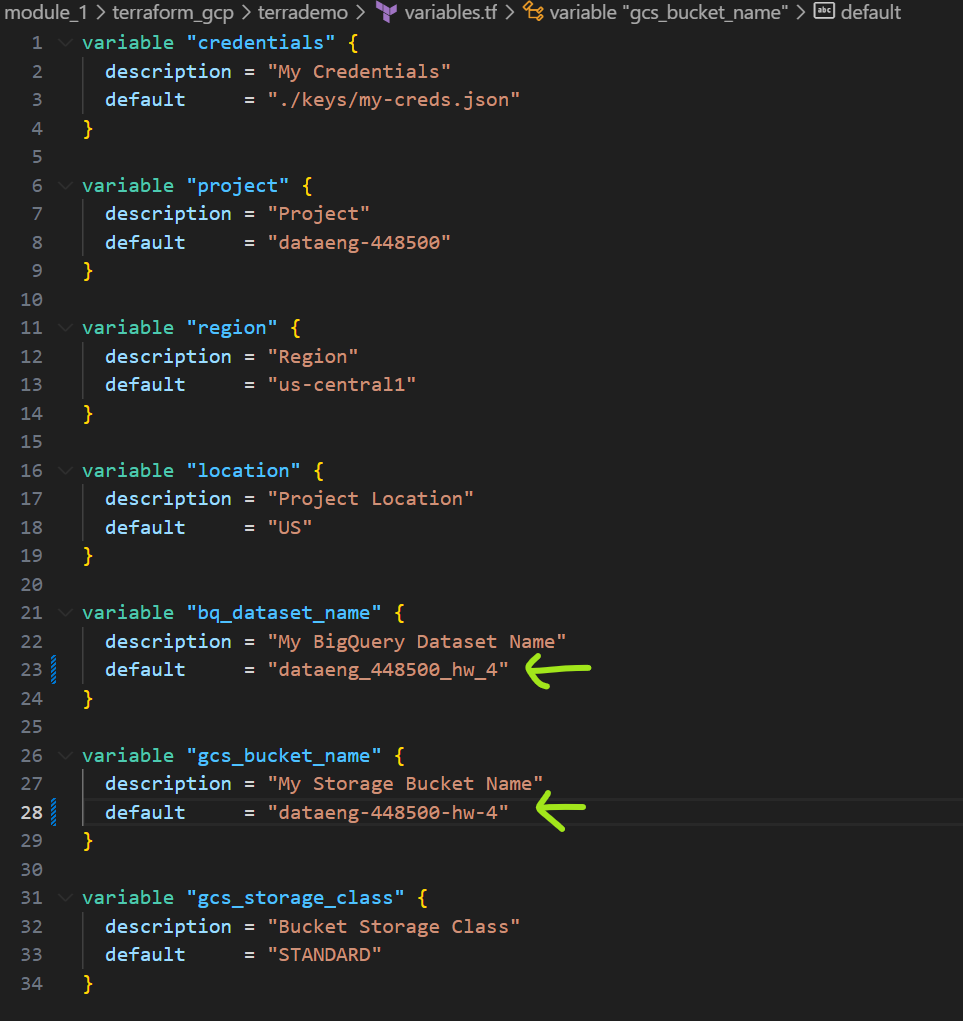 module_1 > terraform_gcp > terrademo > variables.tf > variable "gcs_bucket_name" > abc default
1 variable "credentials" {
2   description = "My Credentials"
3   default     = "./keys/my-creds.json"
4 }
5
6 variable "project" {
7   description = "Project"
8   default     = "dataeng-448500"
9 }
10
11 variable "region" {
12   description = "Region"
13   default     = "us-central1"
14 }
15
16 variable "location" {
17   description = "Project Location"
18   default     = "US"
19 }
20
21 variable "bq_dataset_name" {
22   description = "My BigQuery Dataset Name"
23   default     = "dataeng_448500_hw_4"
24 }
25
26 variable "gcs_bucket_name" {
27   description = "My Storage Bucket Name"
28   default     = "dataeng-448500-hw-4"
29 }
30
31 variable "gcs_storage_class" {
32   description = "Bucket Storage Class"
33   default     = "STANDARD"
34 }